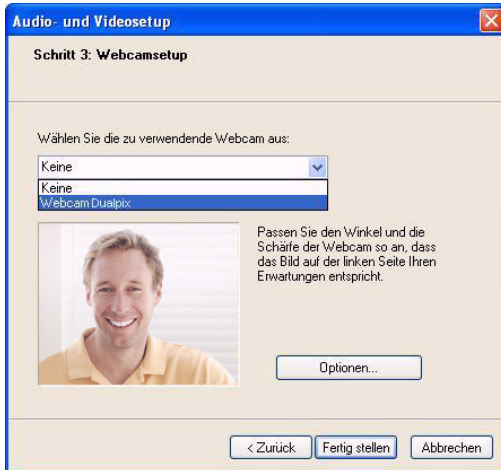 Audio- und Videosetup
Schritt 3: Webcamsetup
Wählen Sie die zu verwendende Webcam aus:
Keine
Keine
Webcam Dualpix
Passen Sie den Winkel und die
Schärfe der Webcam so an, dass
das Bild auf der linken Seite Ihren
Erwartungen entspricht.
Optionen...
< Zurück
Fertig stellen
Abbrechen